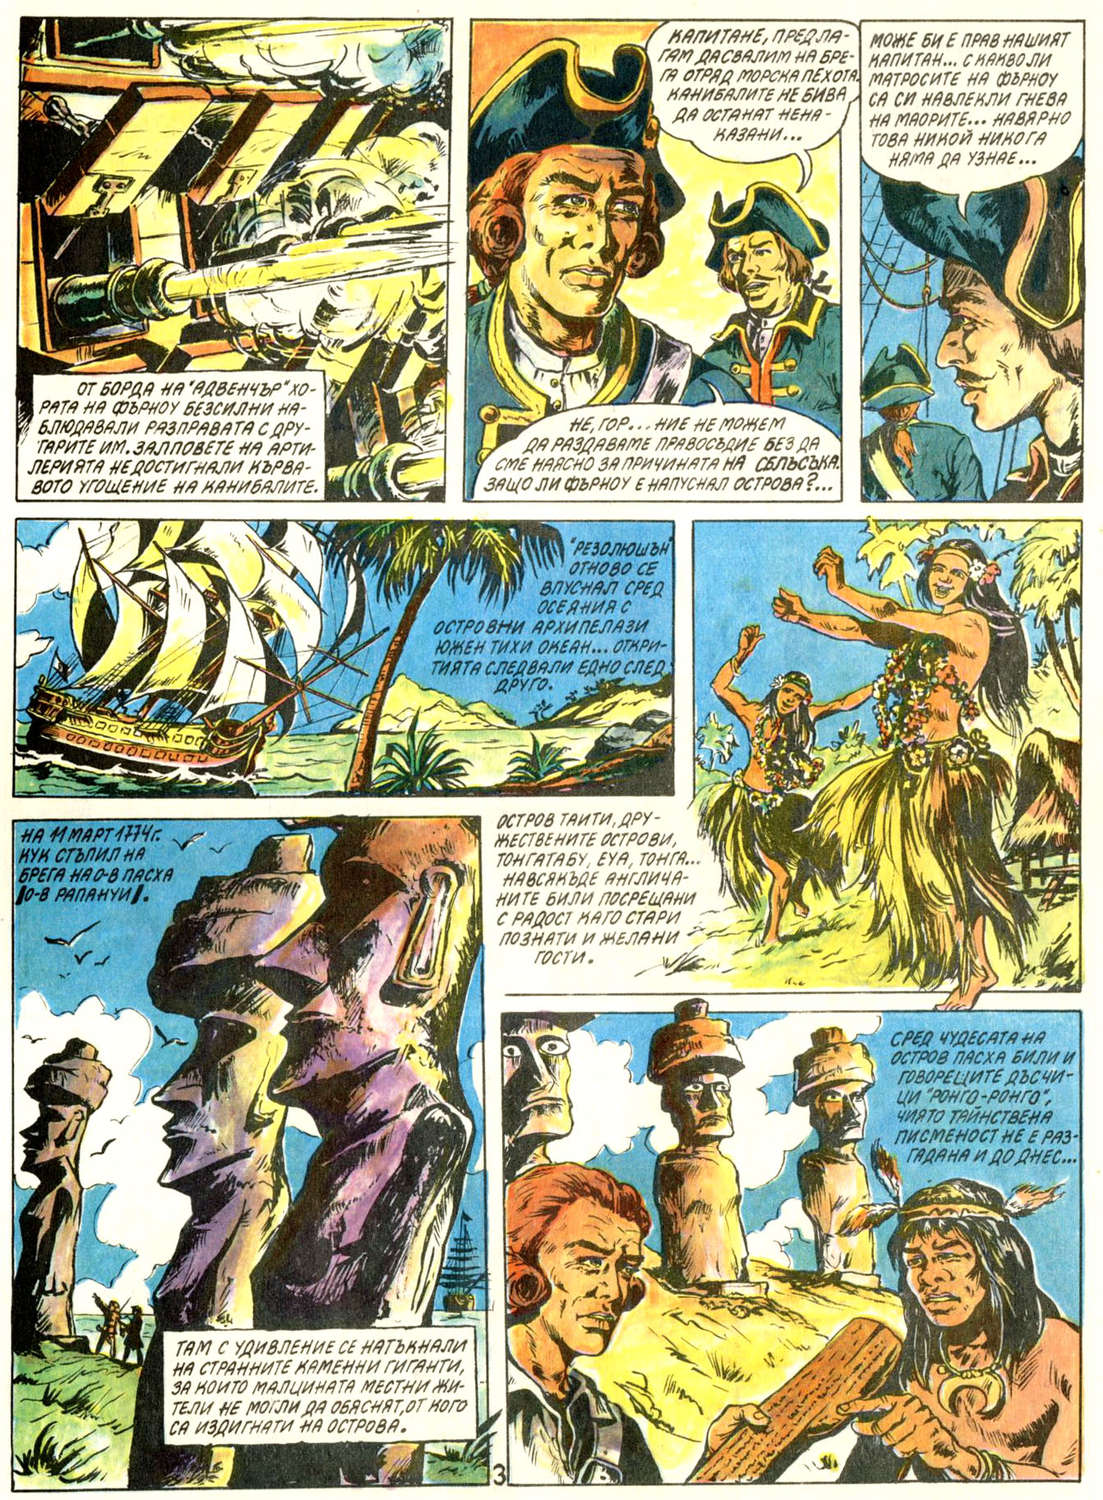 ОТ БОРДА НА "АДВЕНЧЪР" ХО-
РАТА НА ФЪРНОУ БЕЗСИЛНИ НА-
БЛЮДАВАЛИ РАЗПРАВАТА С ДРУ-
ГАРИТЕ ИМ. ЗАЛПОВЕТЕ НА АРТИ-
ЛЕРИЯТА НЕ ДОСТИГНАЛИ КЪРВА-
ВОТО УГОЩЕНИЕ НА КАНИБАЛИТЕ.
КАПИТАНЕ, ПРЕДЛА-
ГАМ ДА СВАЛИМ НА БРЕ-
ГА ОТРЯД МОРСКА ПЕХОТА.
КАНИБАЛИТЕ НЕ БИВА
ДА ОСТАНАТ НЕНА-
КАЗАНИ...
НЕ, ГОР... НИЕ НЕ МОЖЕМ
ДА РАЗДАВАМЕ ПРАВОСЪДИЕ БЕЗ ДА
СМЕ НАЯСНО ЗА ПРИЧИНАТА НА СБЛЪСЪКА.
ЗАЩО ЛИ ФЪРНОУ Е НАПУСНАЛ ОСТРОВА?...
МОЖЕ БИ Е ПРАВ НАШИЯТ
КАПИТАН... С КАКВО ЛИ
МАТРОСИТЕ НА ФЪРНОУ
СА СИ НАВЛЕКЛИ ГНЕВА
НА МАОРИТЕ... НАВЯРНО
ТОВА НИКОЙ НИКОГА
НЯМА ДА УЗНАЕ...
"РЕЗОЛЮШЪН"
ОТНОВО СЕ
ВПУСНАЛ СРЕД
ОСЕЯНИЯ С
ОСТРОВНИ АРХИПЕЛАЗИ
ЮЖЕН ТИХИ ОКЕАН... ОТКРИ-
ТИЯТА СЛЕДВАЛИ ЕДНО СЛЕД
ДРУГО.
ОСТРОВ ТАИТИ, ДРУ-
ЖЕСТВЕНИТЕ ОСТРОВИ,
ТОНГАТАБУ, ЕУА, ТОНГА...
НАВСЯКЪДЕ АНГЛИЧА-
НИТЕ БИЛИ ПОСРЕЩАНИ
С РАДОСТ КАТО СТАРИ
ПОЗНАТИ И ЖЕЛАНИ
ГОСТИ.
НА 11 МАРТ 1774 г.
КУК СТЪПИЛ НА
БРЕГА НА О-В ПАСХА
/О-В РАПАНУИ/.
ТАМ С УДИВЛЕНИЕ СЕ НАТЪКНАЛИ
НА СТРАННИТЕ КАМЕННИ ГИГАНТИ,
ЗА КОИТО МАЛЦИНАТА МЕСТНИ ЖИ-
ТЕЛИ НЕ МОГЛИ ДА ОБЯСНЯТ, ОТ КОГО
СА ИЗДИГНАТИ НА ОСТРОВА.
СРЕД ЧУДЕСАТА НА
ОСТРОВ ПАСХА БИЛИ И
ГОВОРЕЩИТЕ ДЪСЧИ-
ЦИ "РОНГО-РОНГО",
ЧИЯТО ТАЙНСТВЕНА
ПИСМЕНОСТ НЕ Е РАЗ-
ГАДАНА И ДО ДНЕС...
3